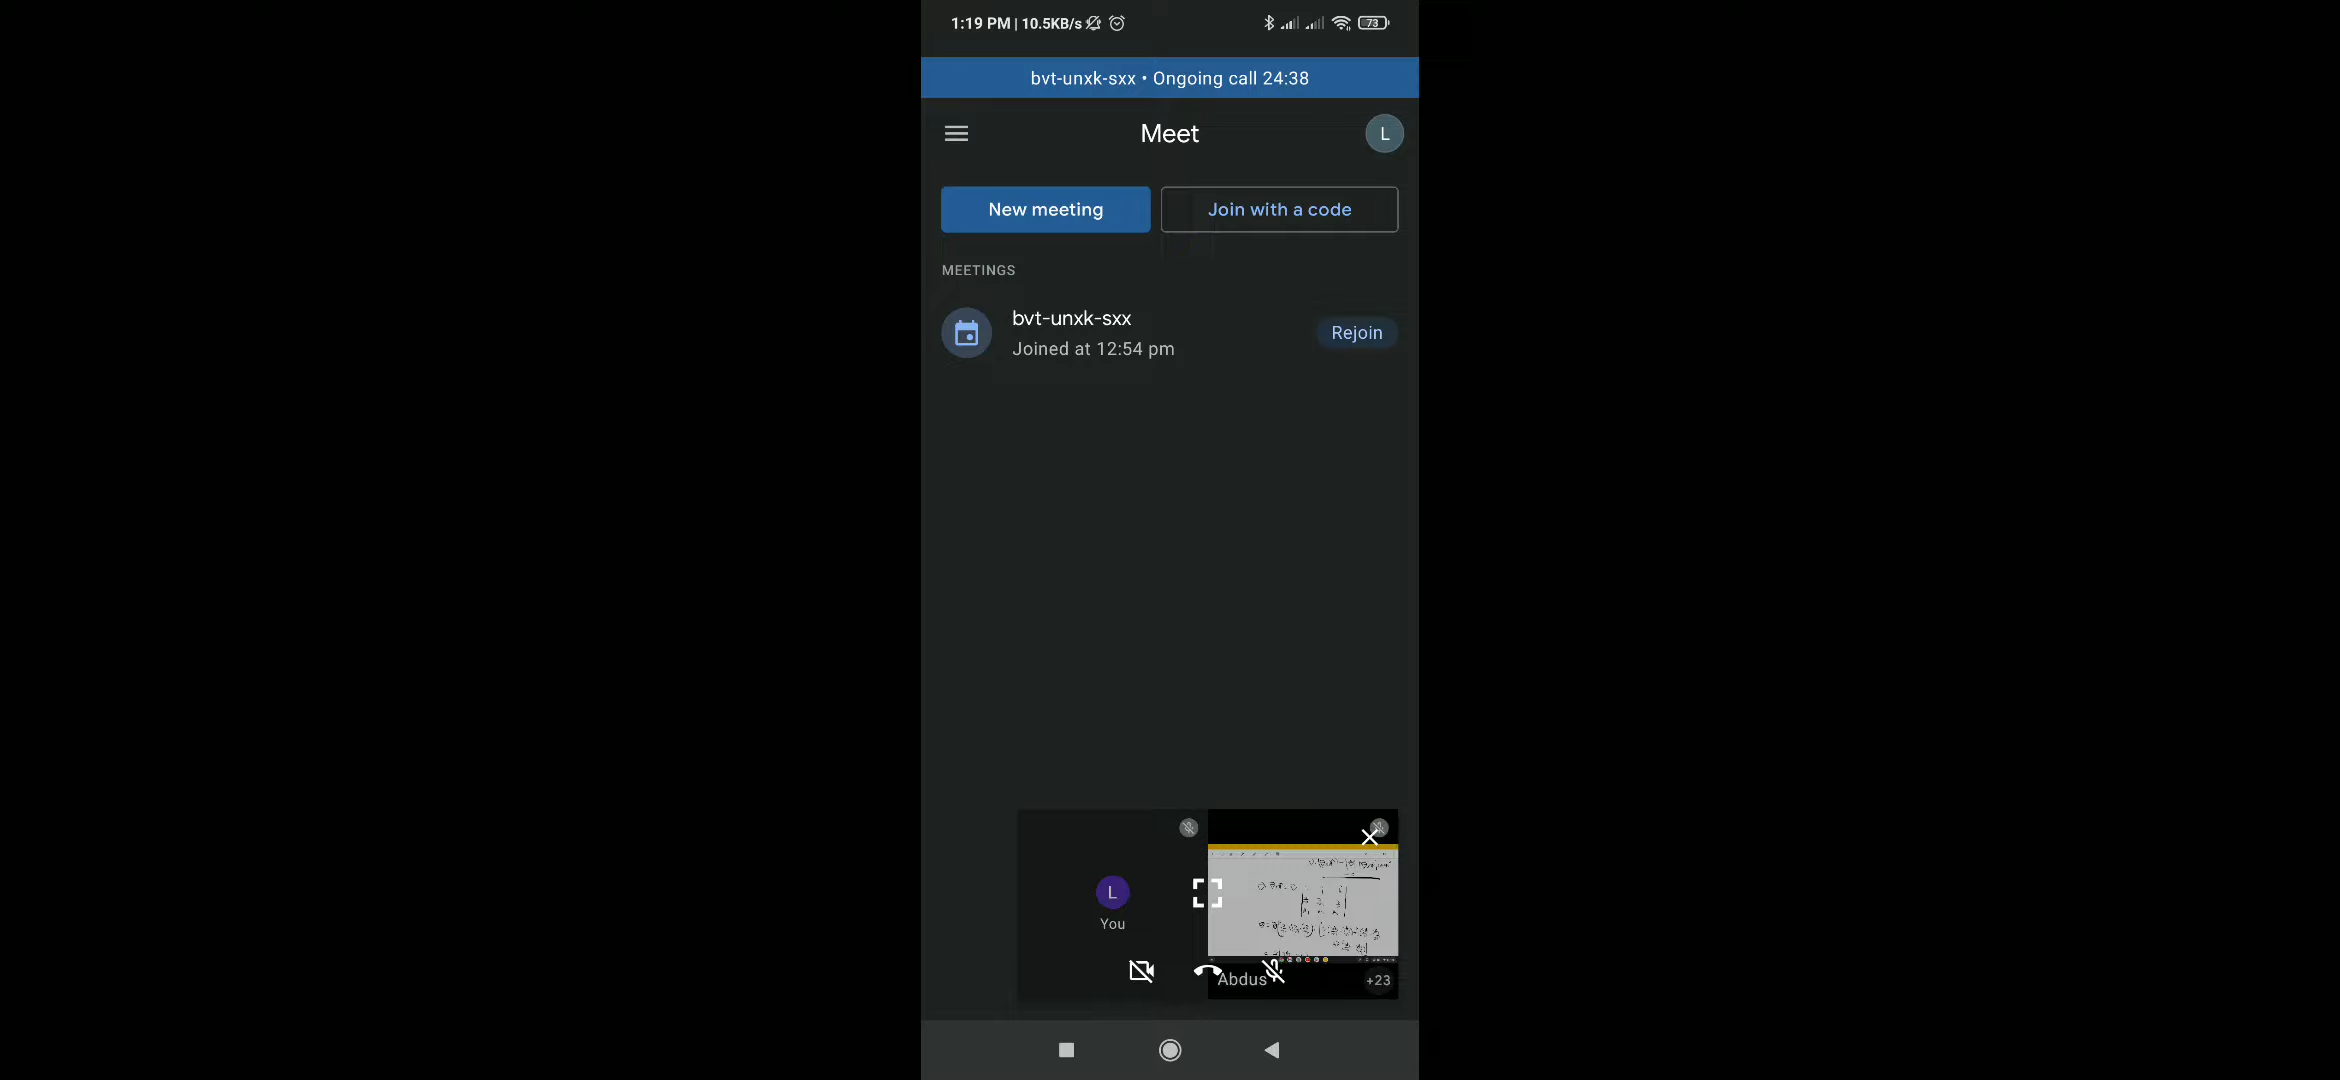 1:19 PM | 10.5KB/s 73
bvt-unxk-sxx • Ongoing call 24:38
Meet L
New meeting Join with a code
MEETINGS
bvt-unxk-sxx
Joined at 12:54 pm
Rejoin
L
You
Abdus
+23